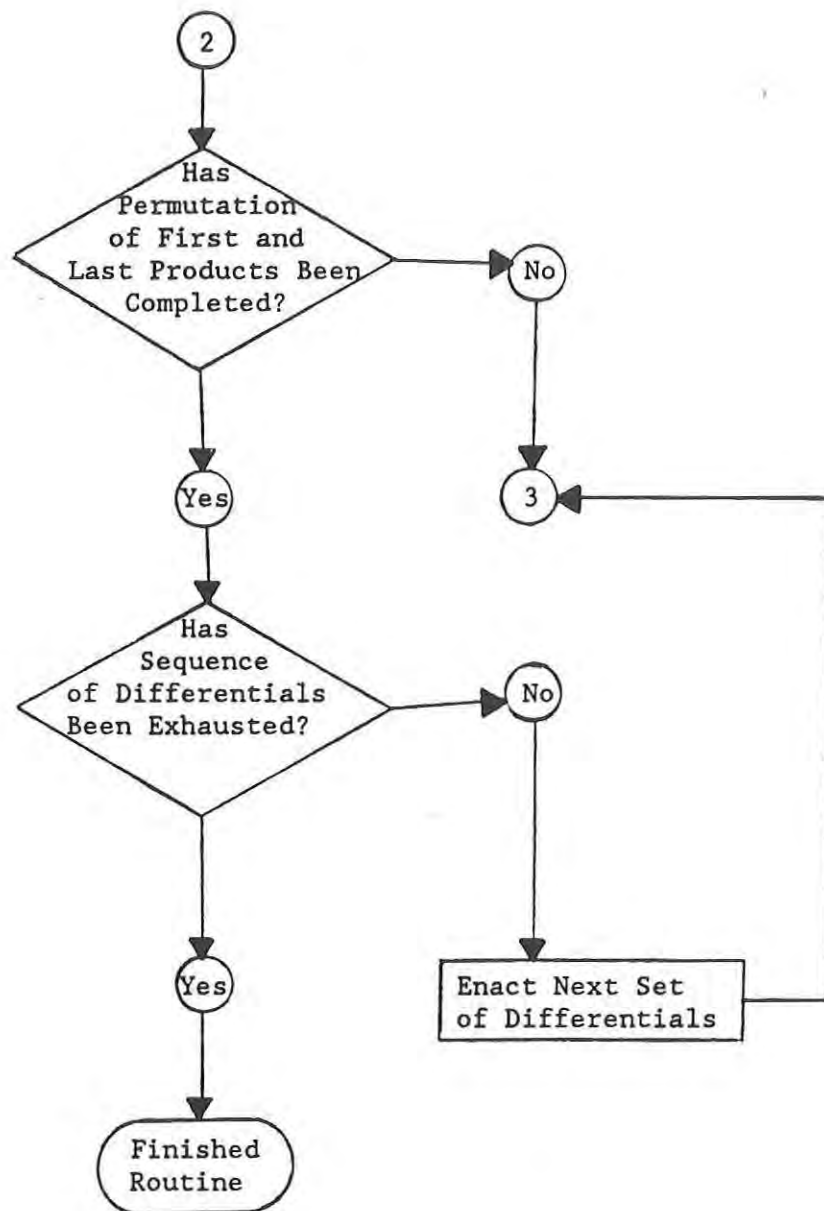 2
Has
Permutation
of First and
Last Products Been
Completed?
No
Yes
3
Has
Sequence
of Differentials
Been Exhausted?
No
Yes
Enact Next Set
of Differentials
Finished
Routine